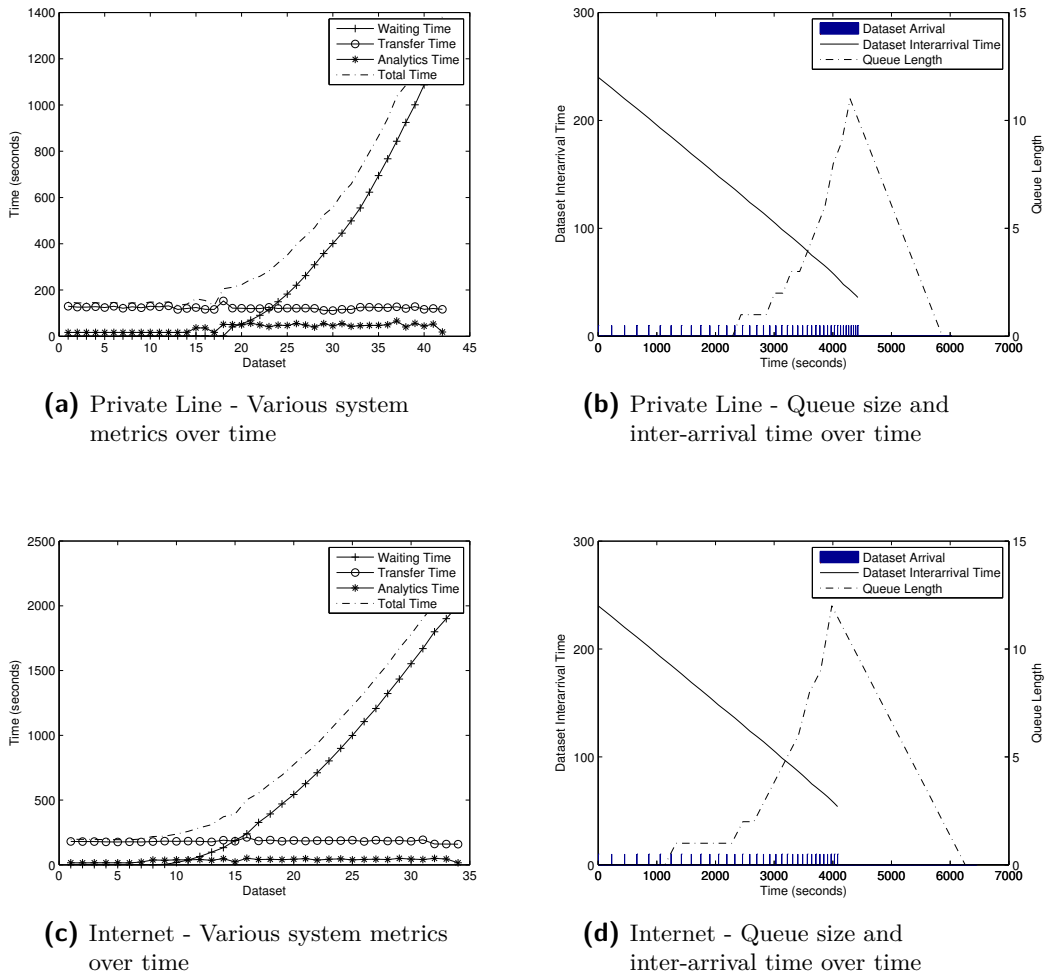 1400
1200
1000
800
600
400
200
0
Time (seconds)
0 5 10 15 20 25 30 35 40 45
Dataset
Waiting Time
Transfer Time
Analytics Time
Total Time
(a) Private Line - Various system
metrics over time
300
200
100
0
Dataset Interarrival Time
15
10
5
0
Queue Length
0 1000 2000 3000 4000 5000 6000 7000
Time (seconds)
Dataset Arrival
Dataset Interarrival Time
Queue Length
(b) Private Line - Queue size and
inter-arrival time over time
2500
2000
1500
1000
500
0
Time (seconds)
0 5 10 15 20 25 30 35
Dataset
Waiting Time
Transfer Time
Analytics Time
Total Time
(c) Internet - Various system metrics
over time
300
200
100
0
Dataset Interarrival Time
15
10
5
0
Queue Length
0 1000 2000 3000 4000 5000 6000 7000
Time (seconds)
Dataset Arrival
Dataset Interarrival Time
Queue Length
(d) Internet - Queue size and
inter-arrival time over time